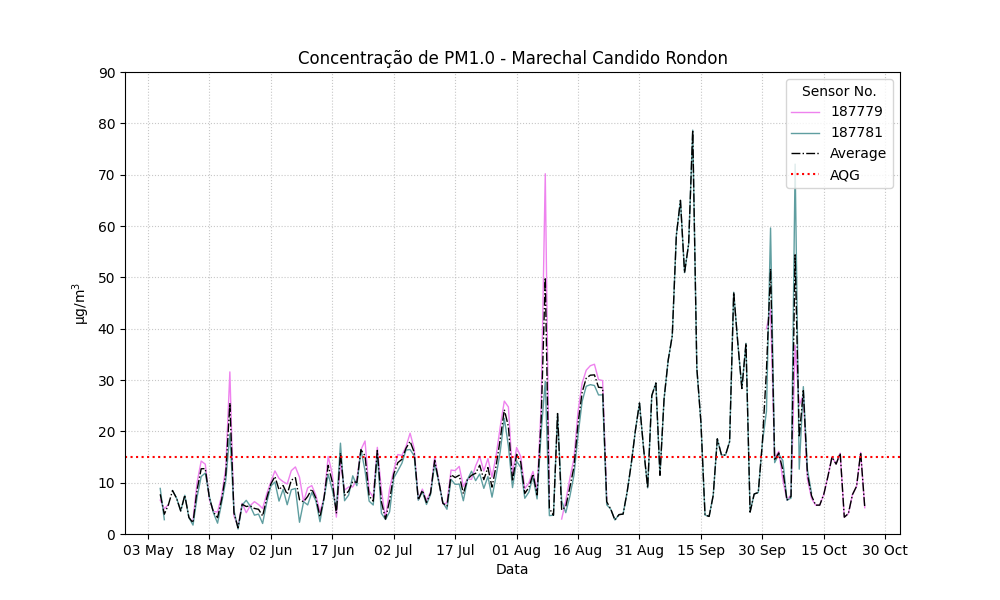 Concentração de PM1.0 - Marechal Candido Rondon
90
80
70
60
50
40
30
20
10
0
µg/m³
Sensor No.
187779
187781
Average
AQG
03 May 18 May 02 Jun 17 Jun 02 Jul 17 Jul 01 Aug 16 Aug 31 Aug 15 Sep 30 Sep 15 Oct 30 Oct
Data